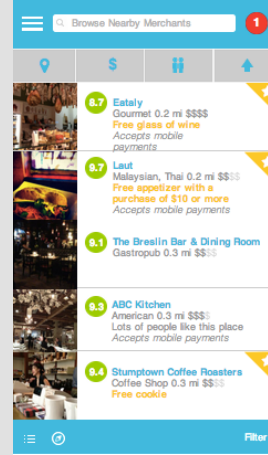 Browse Nearby Merchants
1
$
8.7 Eataly
Gourmet 0.2 mi $$$$
Free glass of wine
Accepts mobile
payments
9.7 Laut
Malaysian, Thai 0.2 mi $$$$
Free appetizer with a
purchase of $10 or more
Accepts mobile payments
9.1 The Breslin Bar & Dining Room
Gastropub 0.3 mi $$$$
9.3 ABC Kitchen
American 0.3 mi $$$$
Lots of people like this place
Accepts mobile payments
9.4 Stumptown Coffee Roasters
Coffee Shop 0.3 mi $$$$
Free cookie
Filter